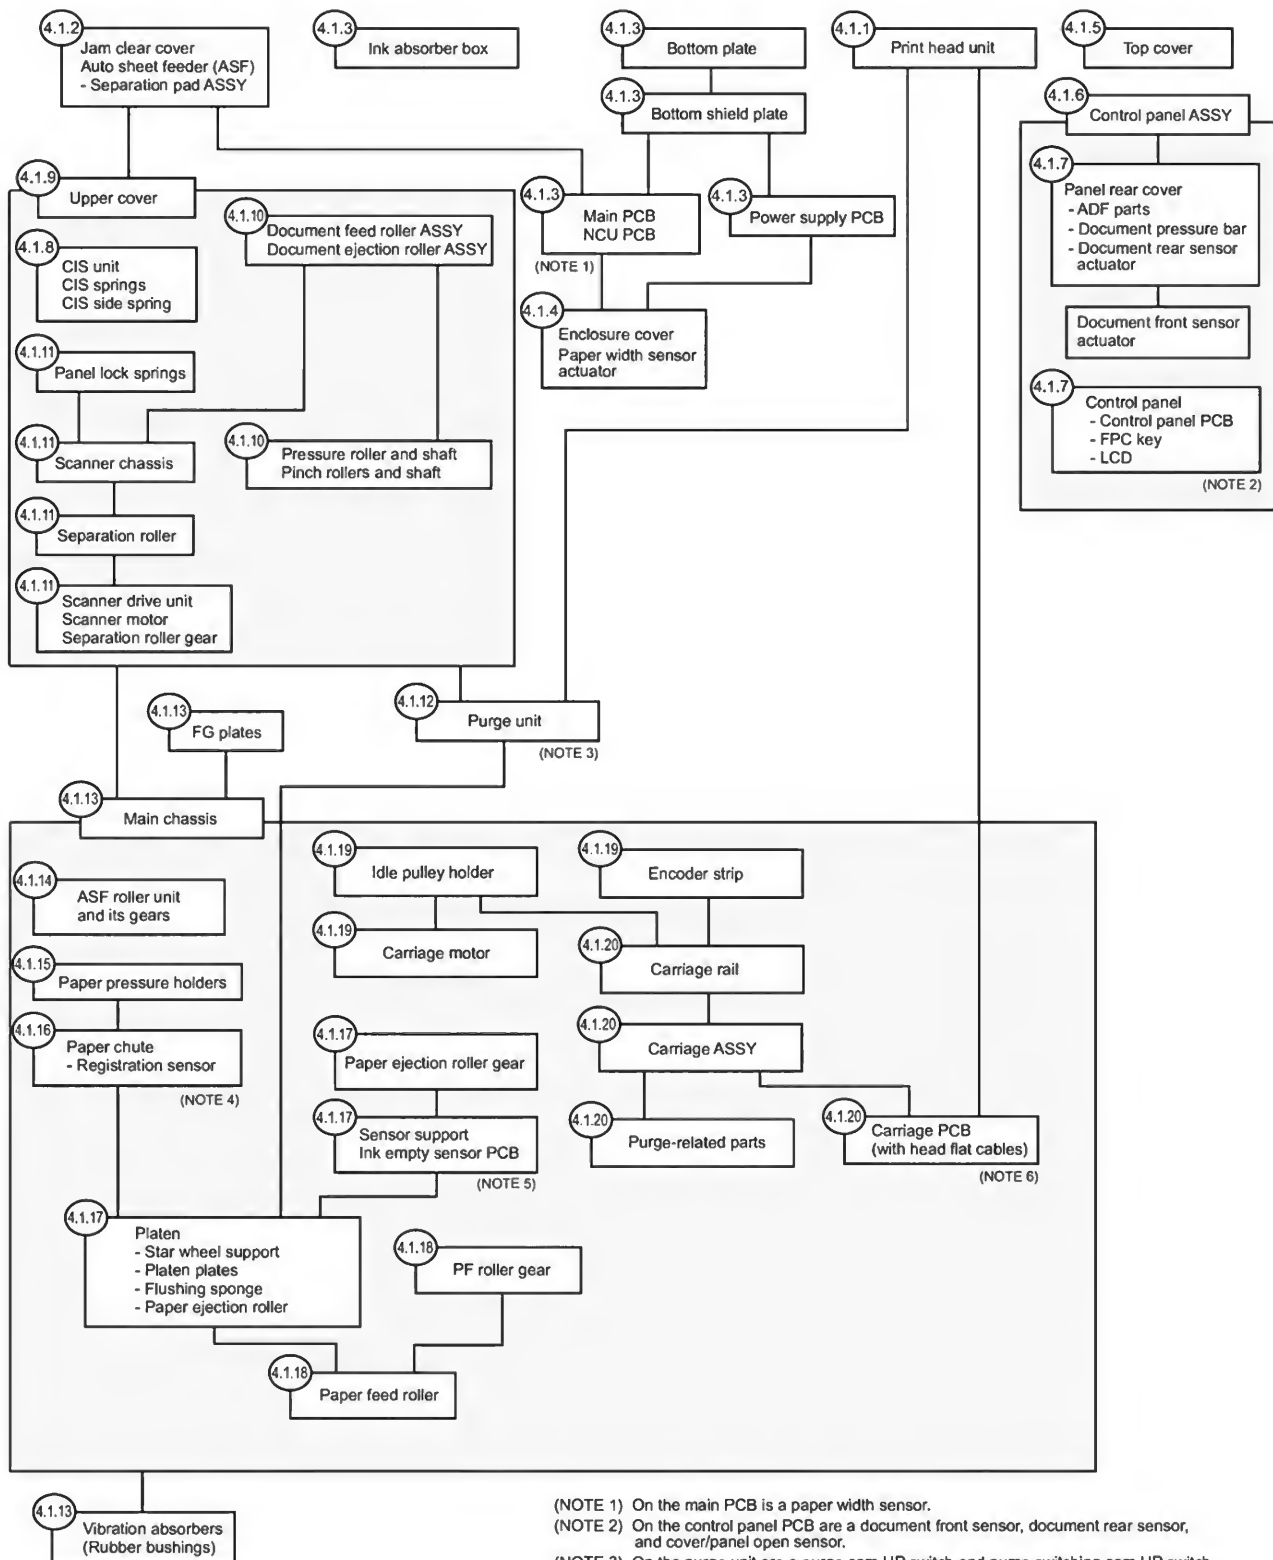 4.1.2
Jam clear cover
Auto sheet feeder (ASF)
- Separation pad ASSY
4.1.3
Ink absorber box
4.1.3
Bottom plate
4.1.1
Print head unit
4.1.5
Top cover
4.1.3
Bottom shield plate
4.1.6
Control panel ASSY
4.1.7
Panel rear cover
- ADF parts
- Document pressure bar
- Document rear sensor
actuator
Document front sensor
actuator
4.1.7
Control panel
- Control panel PCB
- FPC key
- LCD
(NOTE 2)
4.1.9
Upper cover
4.1.10
Document feed roller ASSY
Document ejection roller ASSY
4.1.3
Main PCB
NCU PCB
(NOTE 1)
4.1.3
Power supply PCB
4.1.8
CIS unit
CIS springs
CIS side spring
4.1.4
Enclosure cover
Paper width sensor
actuator
4.1.11
Panel lock springs
4.1.11
Scanner chassis
4.1.10
Pressure roller and shaft
Pinch rollers and shaft
4.1.11
Separation roller
4.1.11
Scanner drive unit
Scanner motor
Separation roller gear
4.1.13
FG plates
4.1.12
Purge unit
(NOTE 3)
4.1.13
Main chassis
4.1.14
ASF roller unit
and its gears
4.1.19
Idle pulley holder
4.1.19
Encoder strip
4.1.19
Carriage motor
4.1.20
Carriage rail
4.1.15
Paper pressure holders
4.1.16
Paper chute
- Registration sensor
(NOTE 4)
4.1.17
Paper ejection roller gear
4.1.20
Carriage ASSY
4.1.17
Sensor support
Ink empty sensor PCB
(NOTE 5)
4.1.20
Purge-related parts
4.1.20
Carriage PCB
(with head flat cables)
(NOTE 6)
4.1.17
Platen
- Star wheel support
- Platen plates
- Flushing sponge
- Paper ejection roller
4.1.18
PF roller gear
4.1.18
Paper feed roller
4.1.13
Vibration absorbers
(Rubber bushings)
(NOTE 1) On the main PCB is a paper width sensor.
(NOTE 2) On the control panel PCB are a document front sensor, document rear sensor,
and cover/panel open sensor.
(NOTE 3) On the purge unit are a purge cam HP switch and pump switching cam HP switch.